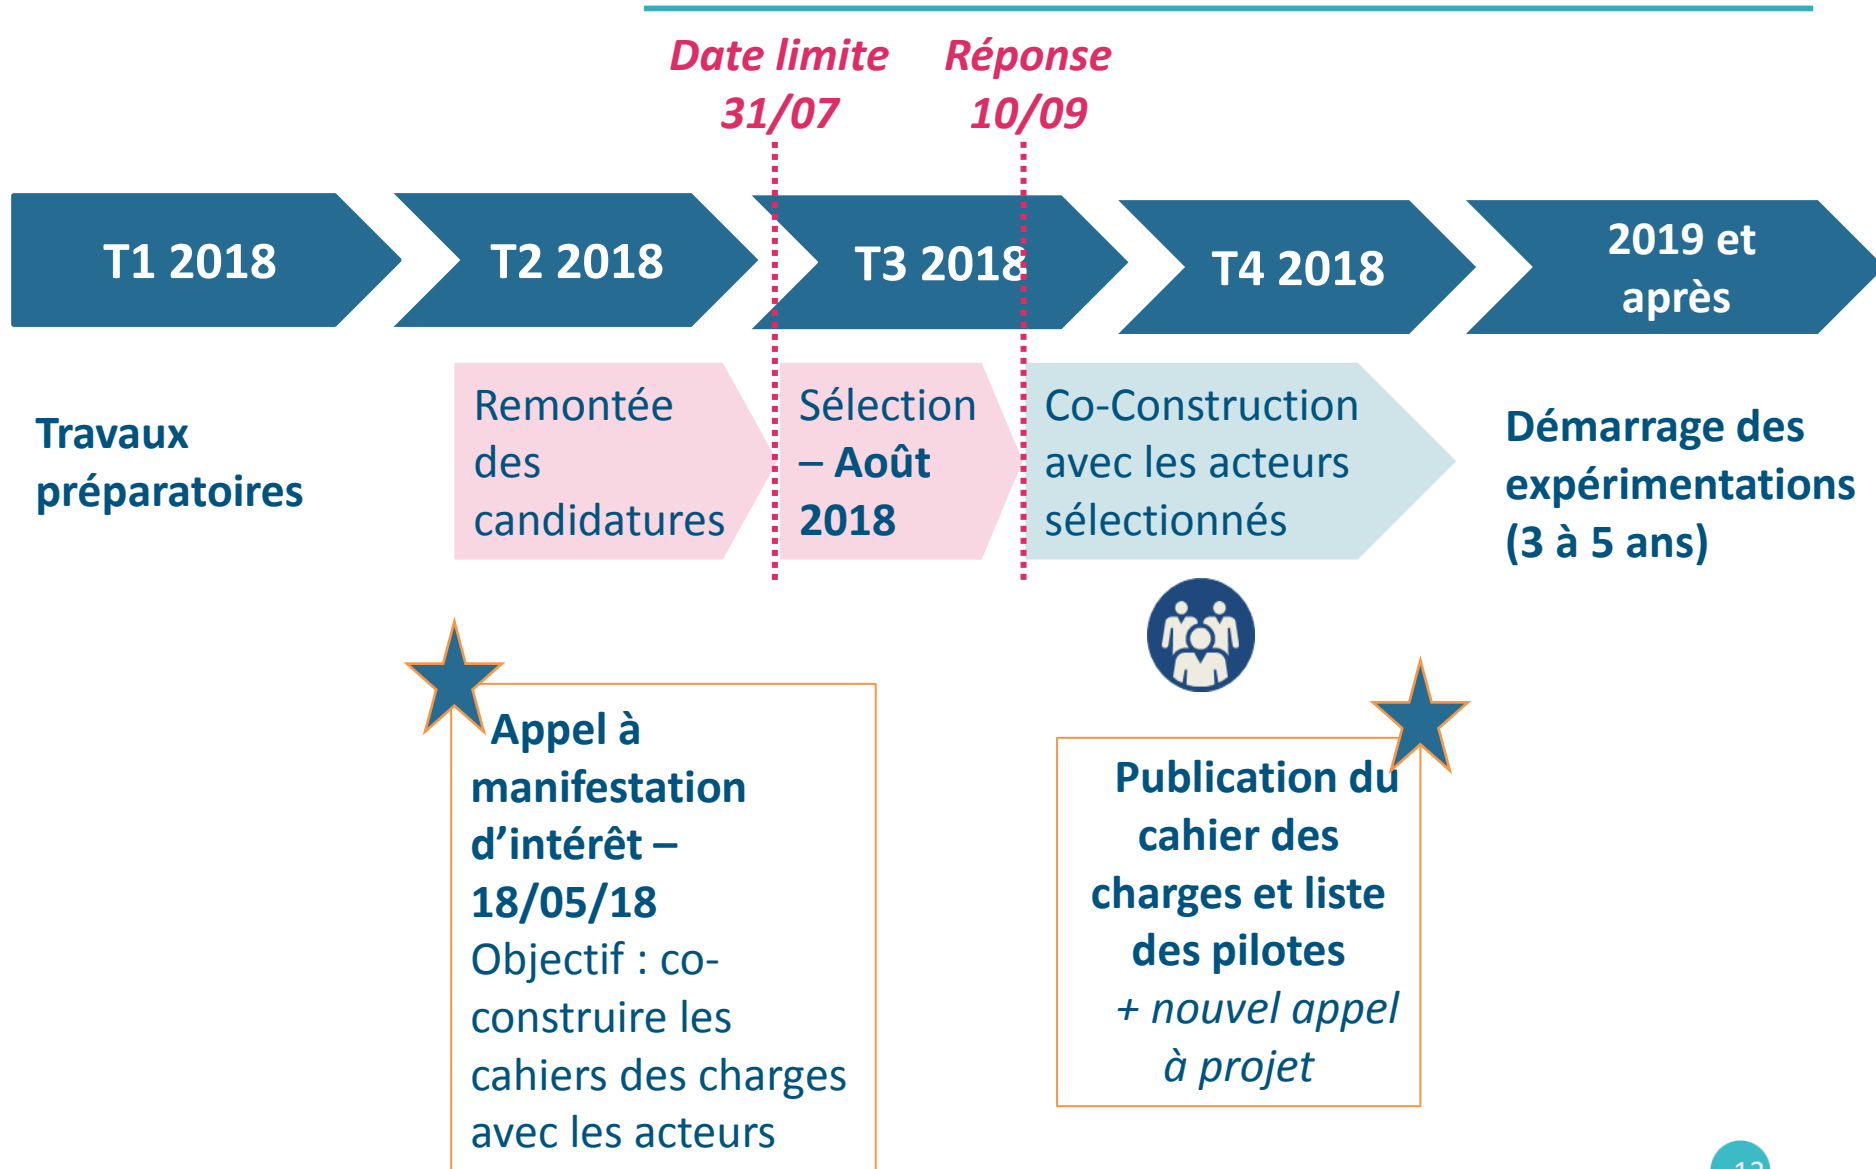 Date limite
31/07
Réponse
10/09
T1 2018
T2 2018
T3 2018
T4 2018
2019 et
après
Travaux
préparatoires
Remontée
des
candidatures
Sélection
– Août
2018
Co-Construction
avec les acteurs
sélectionnés
Démarrage des
expérimentations
(3 à 5 ans)
Appel à
manifestation
d’intérêt –
18/05/18
Objectif : co-
construire les
cahiers des charges
avec les acteurs
Publication du
cahier des
charges et liste
des pilotes
+ nouvel appel
à projet